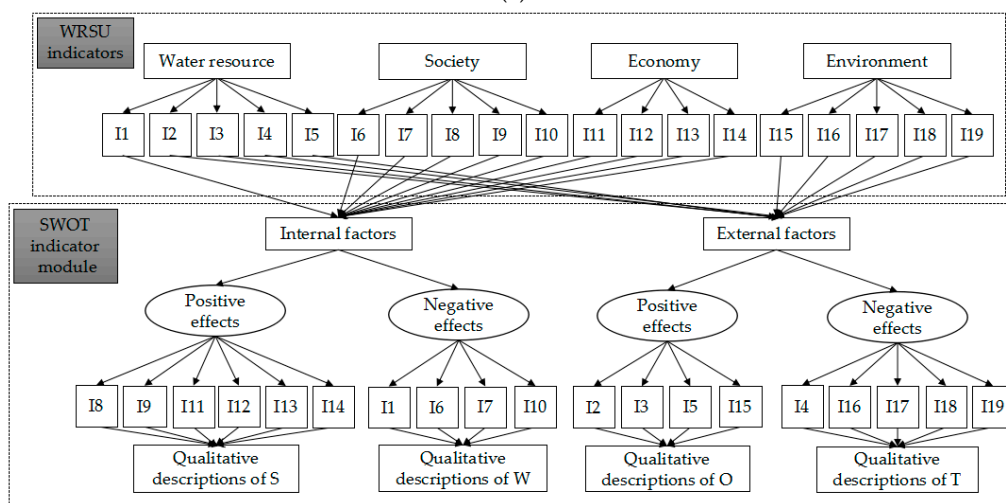 WRSU
indicators
Water resource
Society
Economy
Environment
I1 I2 I3 I4 I5 I6 I7 I8 I9 I10 I11 I12 I13 I14 I15 I16 I17 I18 I19
SWOT
indicator
module
Internal factors
External factors
Positive
effects
Negative
effects
Positive
effects
Negative
effects
I8 I9 I11 I12 I13 I14 I1 I6 I7 I10 I2 I3 I5 I15 I4 I16 I17 I18 I19
Qualitative
descriptions of S
Qualitative
descriptions of W
Qualitative
descriptions of O
Qualitative
descriptions of T